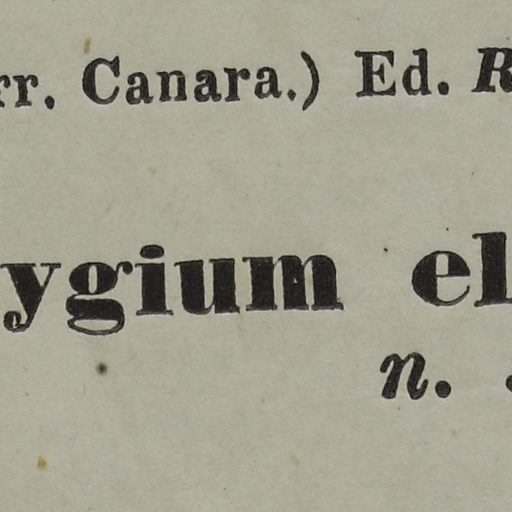 rr. Canara.) Ed. R
ygium el
n.